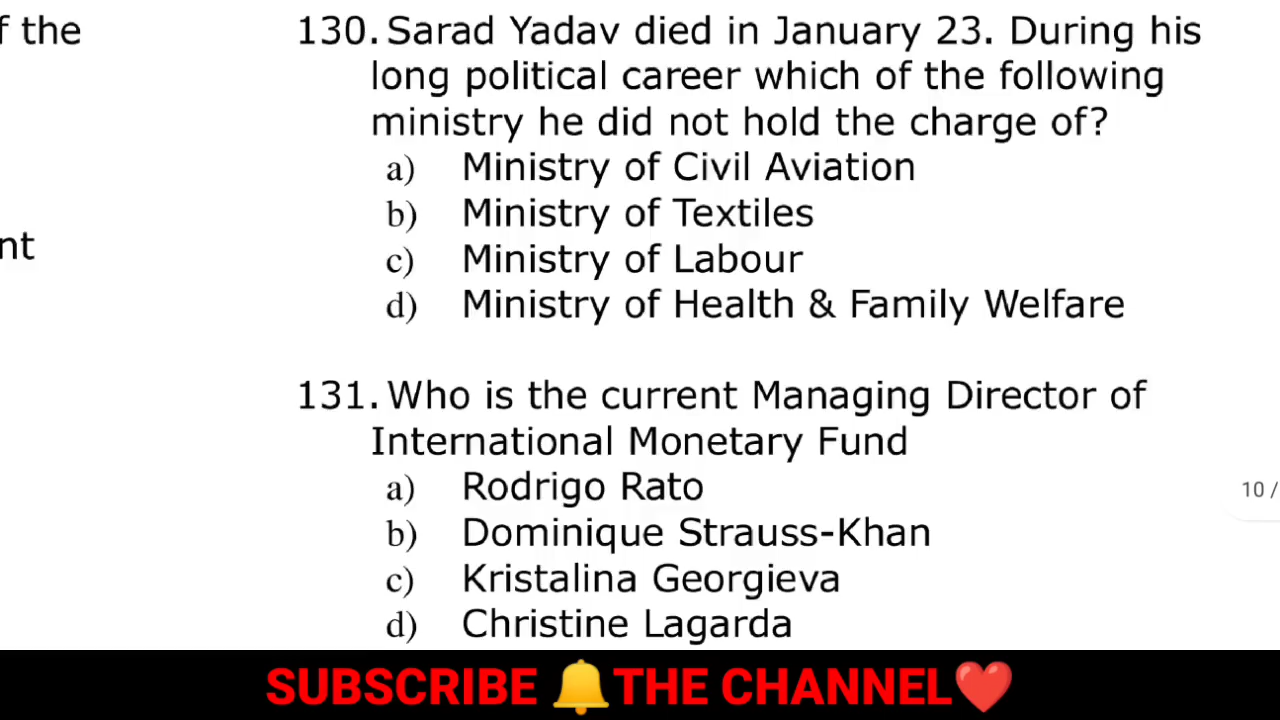 f the
130. Sarad Yadav died in January 23. During his
long political career which of the following
ministry he did not hold the charge of?
a) Ministry of Civil Aviation
b) Ministry of Textiles
nt
c) Ministry of Labour
d) Ministry of Health & Family Welfare
131. Who is the current Managing Director of
International Monetary Fund
a) Rodrigo Rato
10 /
b) Dominique Strauss-Khan
c) Kristalina Georgieva
d) Christine Lagarda
SUBSCRIBE 🔔THE CHANNEL❤️